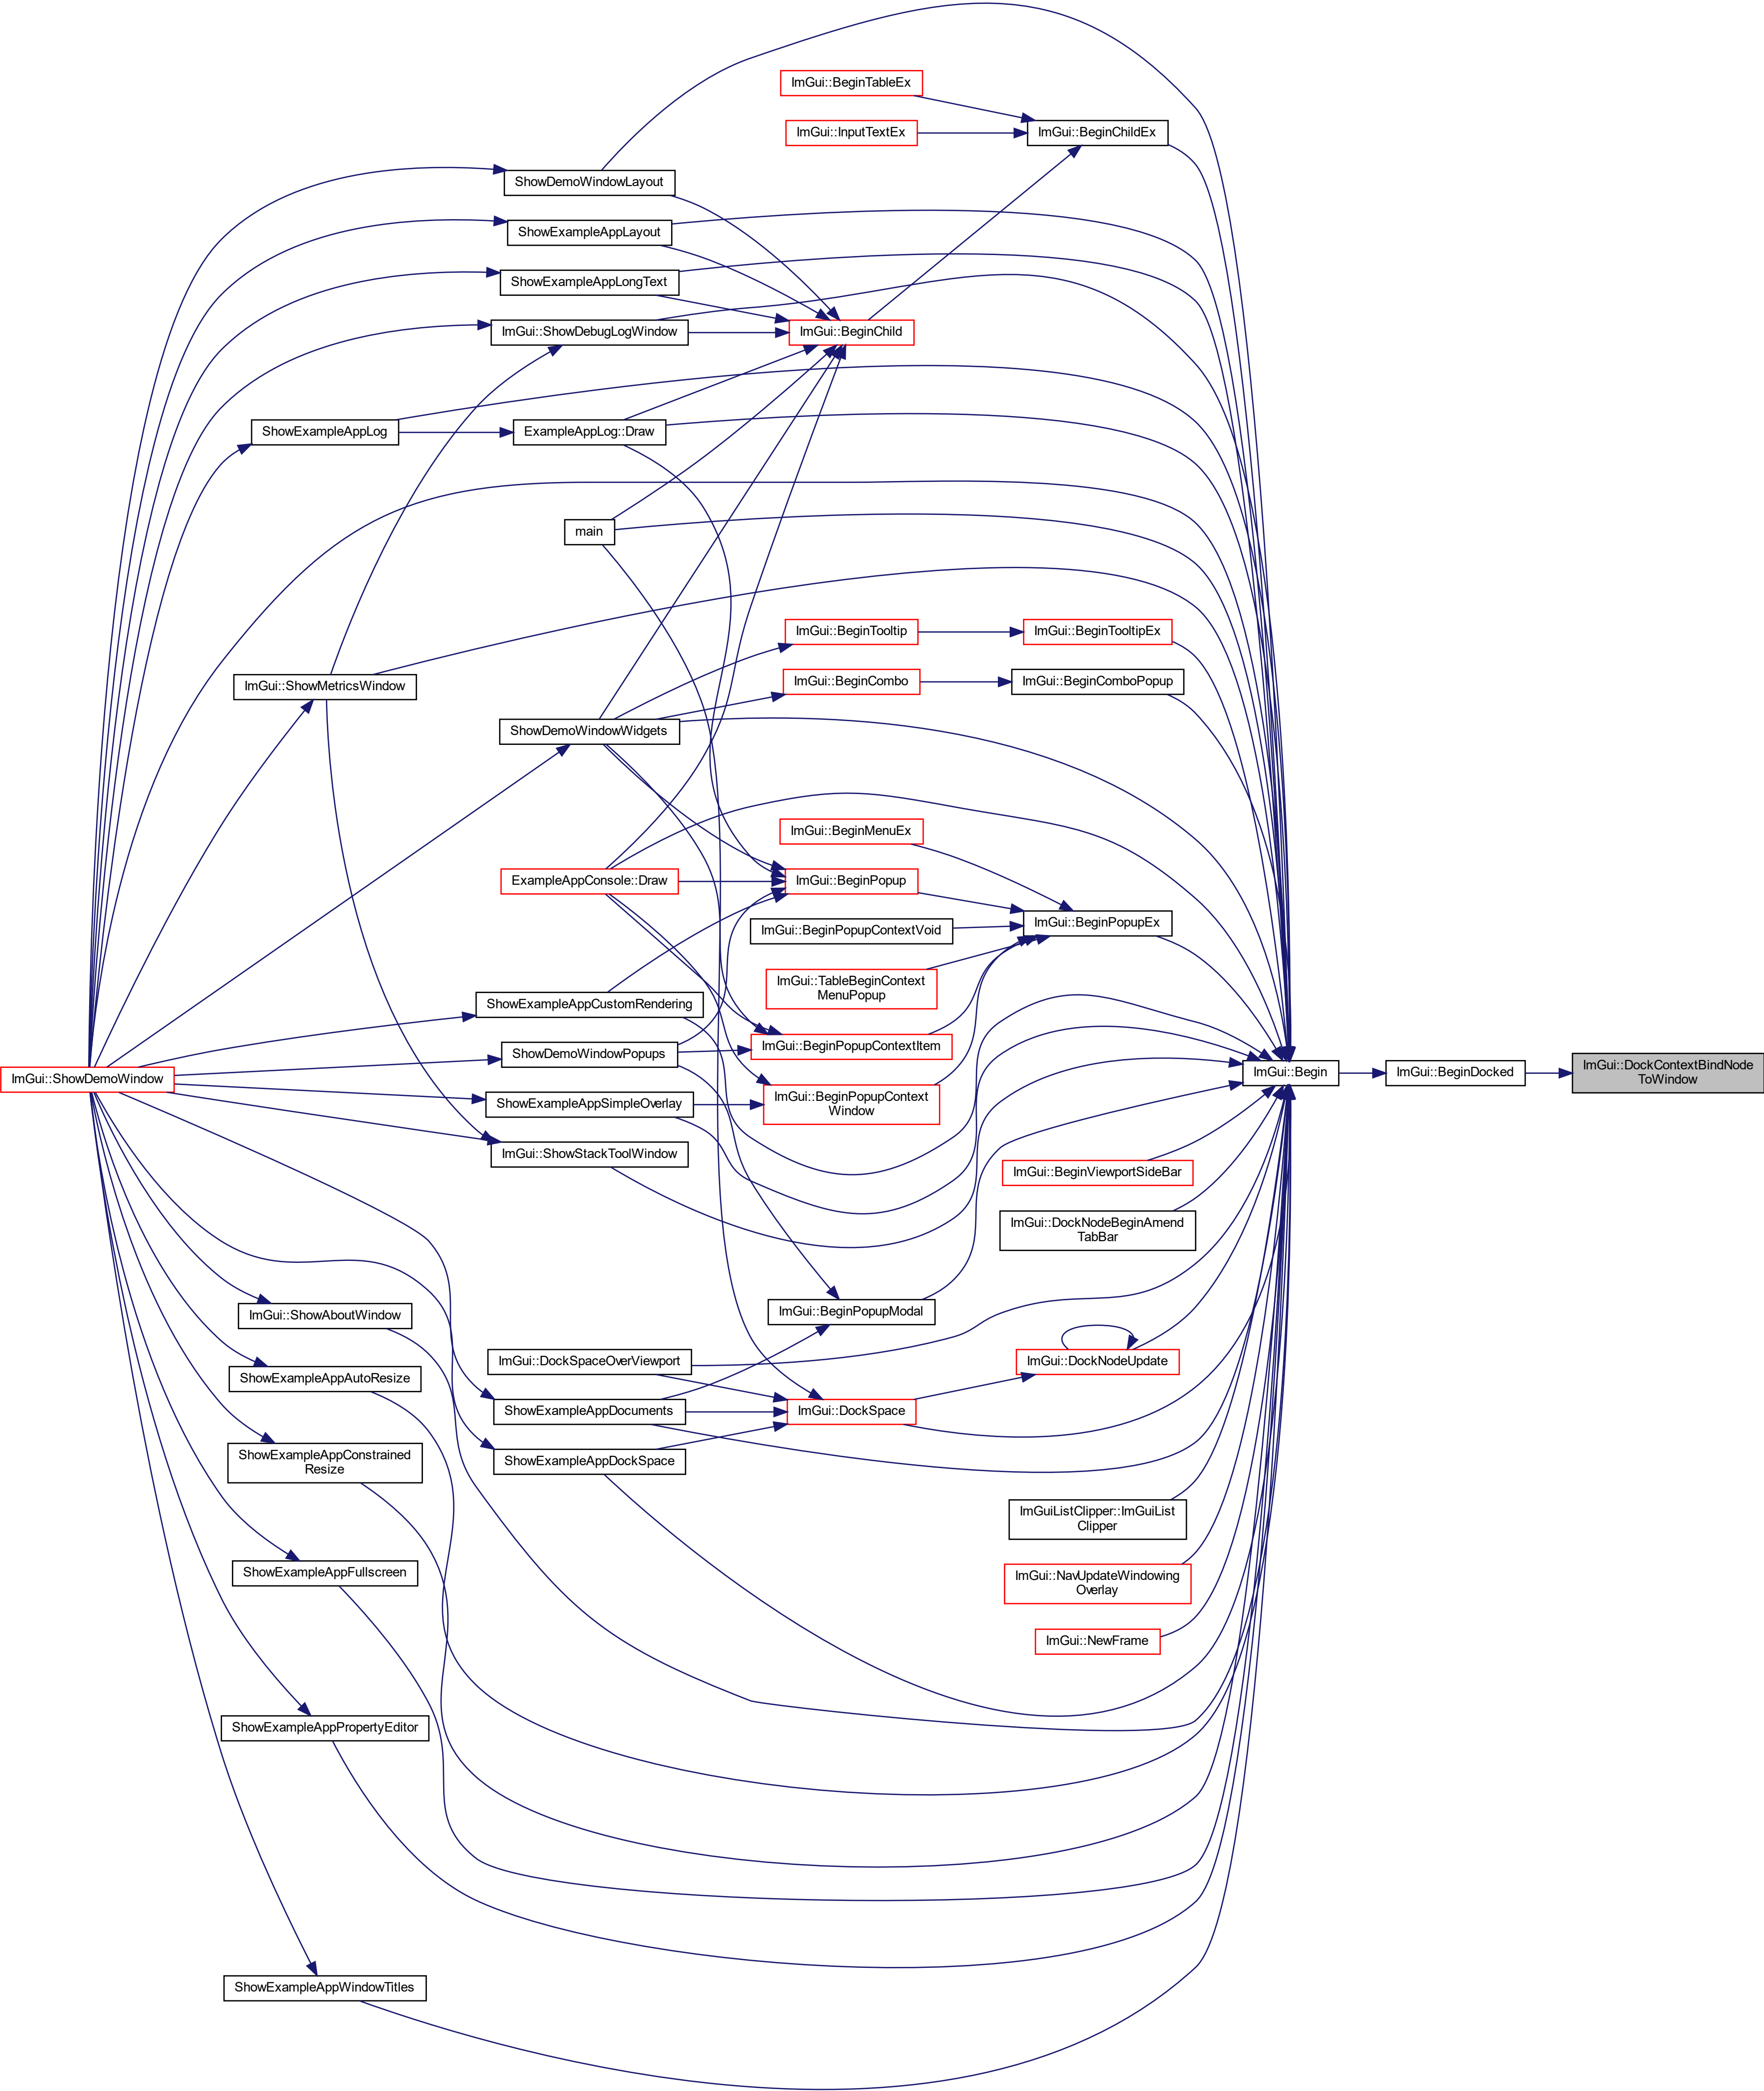 ImGui::BeginTableEx
ImGui::InputTextEx
ImGui::BeginChildEx
ShowDemoWindowLayout
ShowExampleAppLayout
ShowExampleAppLongText
ImGui::ShowDebugLogWindow
ImGui::BeginChild
ShowExampleAppLog
ExampleAppLog::Draw
main
ImGui::BeginTooltip
ImGui::BeginTooltipEx
ImGui::ShowMetricsWindow
ImGui::BeginCombo
ImGui::BeginComboPopup
ShowDemoWindowWidgets
ImGui::BeginMenuEx
ExampleAppConsole::Draw
ImGui::BeginPopup
ImGui::BeginPopupContextVoid
ImGui::BeginPopupEx
ImGui::TableBeginContext
MenuPopup
ShowExampleAppCustomRendering
ImGui::BeginPopupContextItem
ShowDemoWindowPopups
ImGui::ShowDemoWindow
ImGui::Begin
ImGui::BeginDocked
ImGui::DockContextBindNode
ToWindow
ShowExampleAppSimpleOverlay
ImGui::BeginPopupContext
Window
ImGui::ShowStackToolWindow
ImGui::BeginViewportSideBar
ImGui::DockNodeBeginAmend
TabBar
ImGui::ShowAboutWindow
ImGui::BeginPopupModal
ImGui::DockSpaceOverViewport
ImGui::DockNodeUpdate
ShowExampleAppAutoResize
ShowExampleAppDocuments
ImGui::DockSpace
ShowExampleAppConstrained
Resize
ShowExampleAppDockSpace
ImGuiListClipper::ImGuiList
Clipper
ShowExampleAppFullscreen
ImGui::NavUpdateWindowing
Overlay
ImGui::NewFrame
ShowExampleAppPropertyEditor
ShowExampleAppWindowTitles